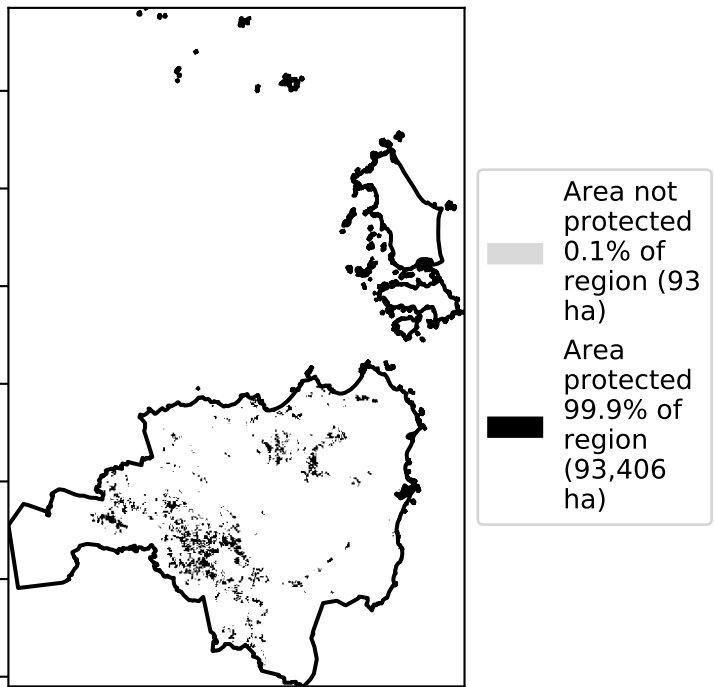 Area not
protected
0.1% of
region (93
ha)
Area
protected
99.9% of
region
(93,406
ha)